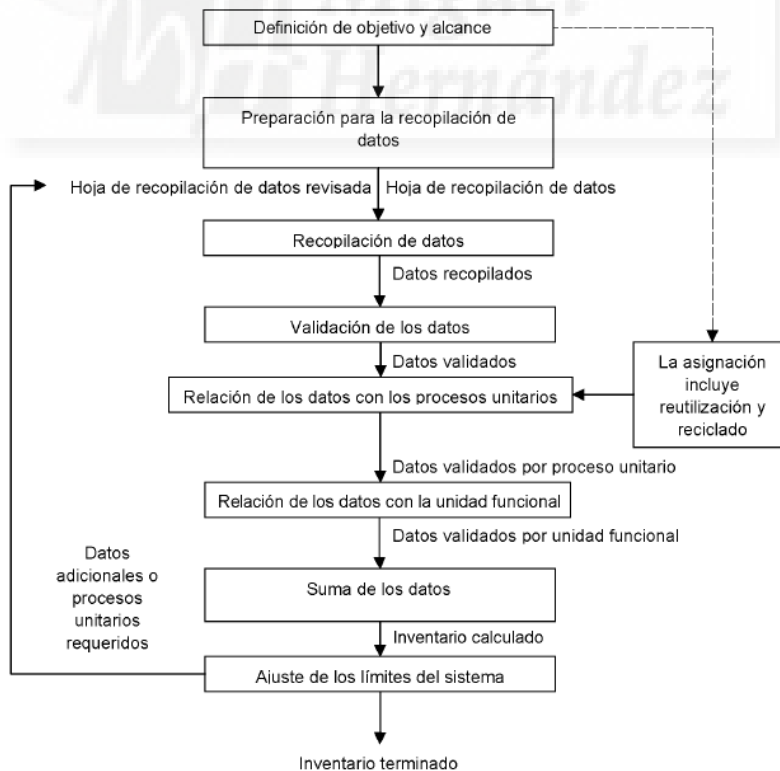 Miguel
Hernández
Definición de objetivo y alcance
Preparación para la recopilación de
datos
Hoja de recopilación de datos revisada
Hoja de recopilación de datos
Recopilación de datos
Datos recopilados
Validación de los datos
Datos validados
Relación de los datos con los procesos unitarios
La asignación
incluye
reutilización y
reciclado
Datos validados por proceso unitario
Relación de los datos con la unidad funcional
Datos validados por unidad funcional
Datos
adicionales o
procesos
unitarios
requeridos
Suma de los datos
Inventario calculado
Ajuste de los límites del sistema
Inventario terminado